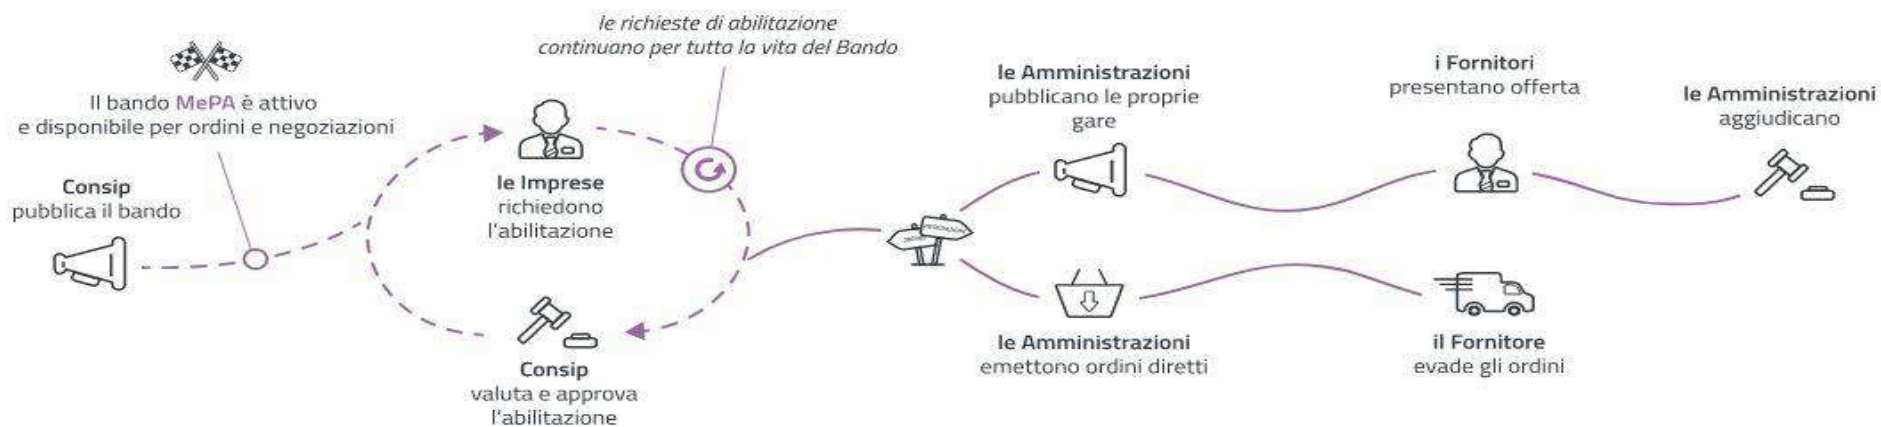 le richieste di abilitazione
continuano per tutta la vita del Bando
Il bando MePA è attivo
e disponibile per ordini e negoziazioni
Consip
pubblica il bando
le Imprese
richiedono
l'abilitazione
Consip
valuta e approva
l'abilitazione
le Amministrazioni
pubblicano le proprie
gare
i Fornitori
presentano offerta
le Amministrazioni
aggiudicano
le Amministrazioni
emettono ordini diretti
il Fornitore
evade gli ordini